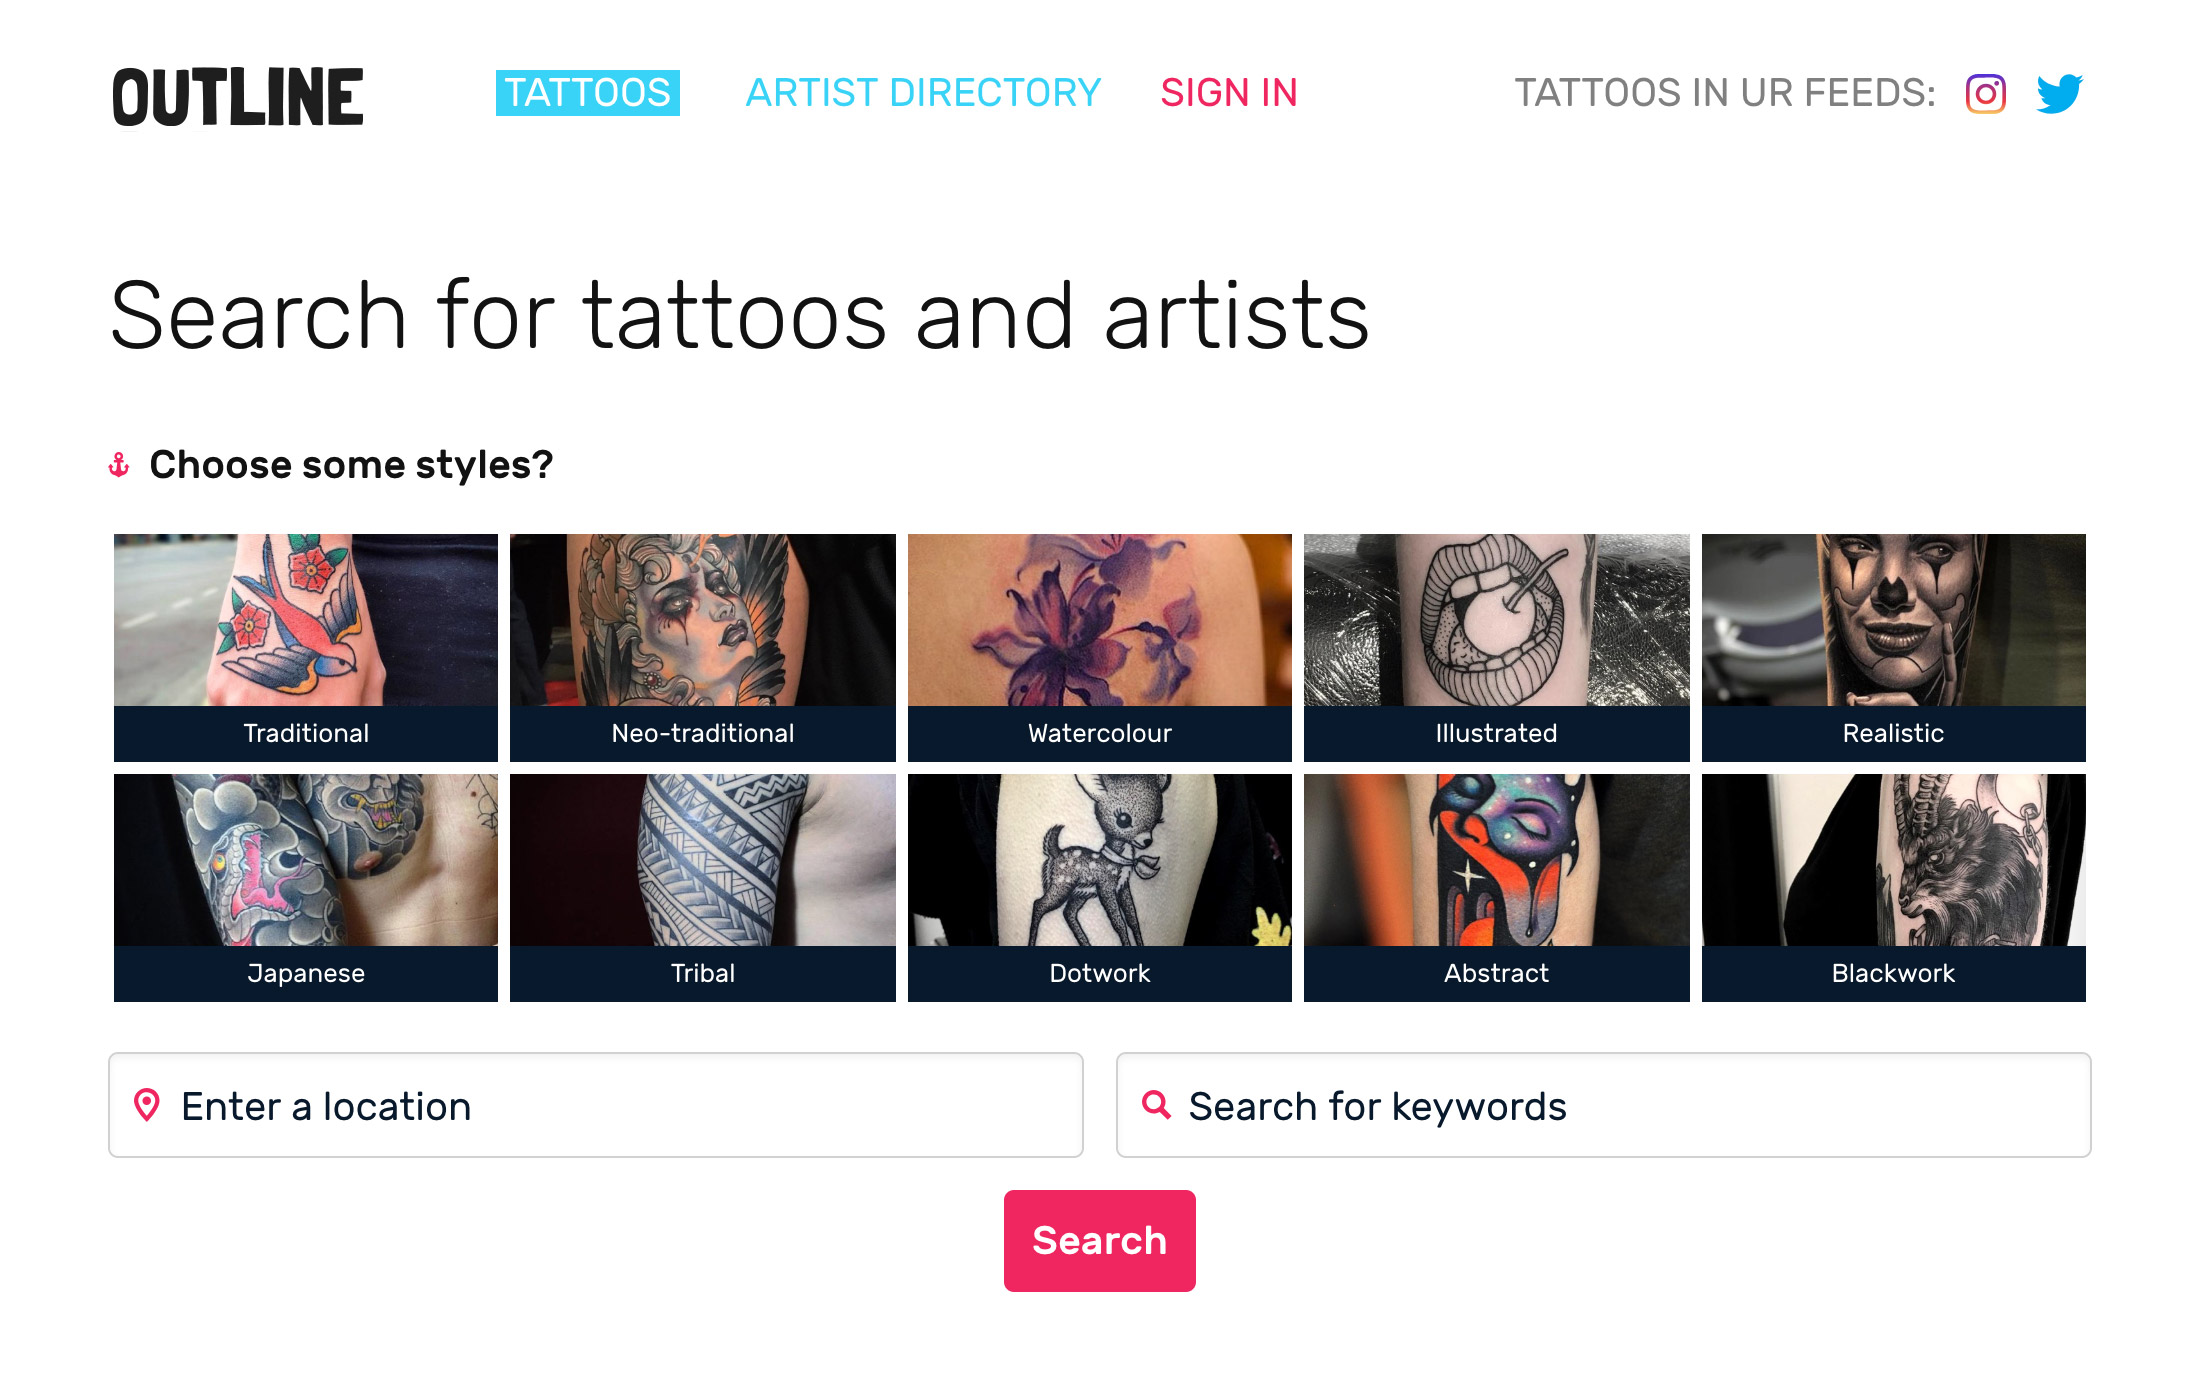 OUTLINE
TATTOOS
ARTIST DIRECTORY
SIGN IN
TATTOOS IN UR FEEDS:
Search for tattoos and artists
Choose some styles?
Traditional
Neo-traditional
Watercolour
Illustrated
Realistic
Japanese
Tribal
Dotwork
Abstract
Blackwork
Enter a location
Search for keywords
Search